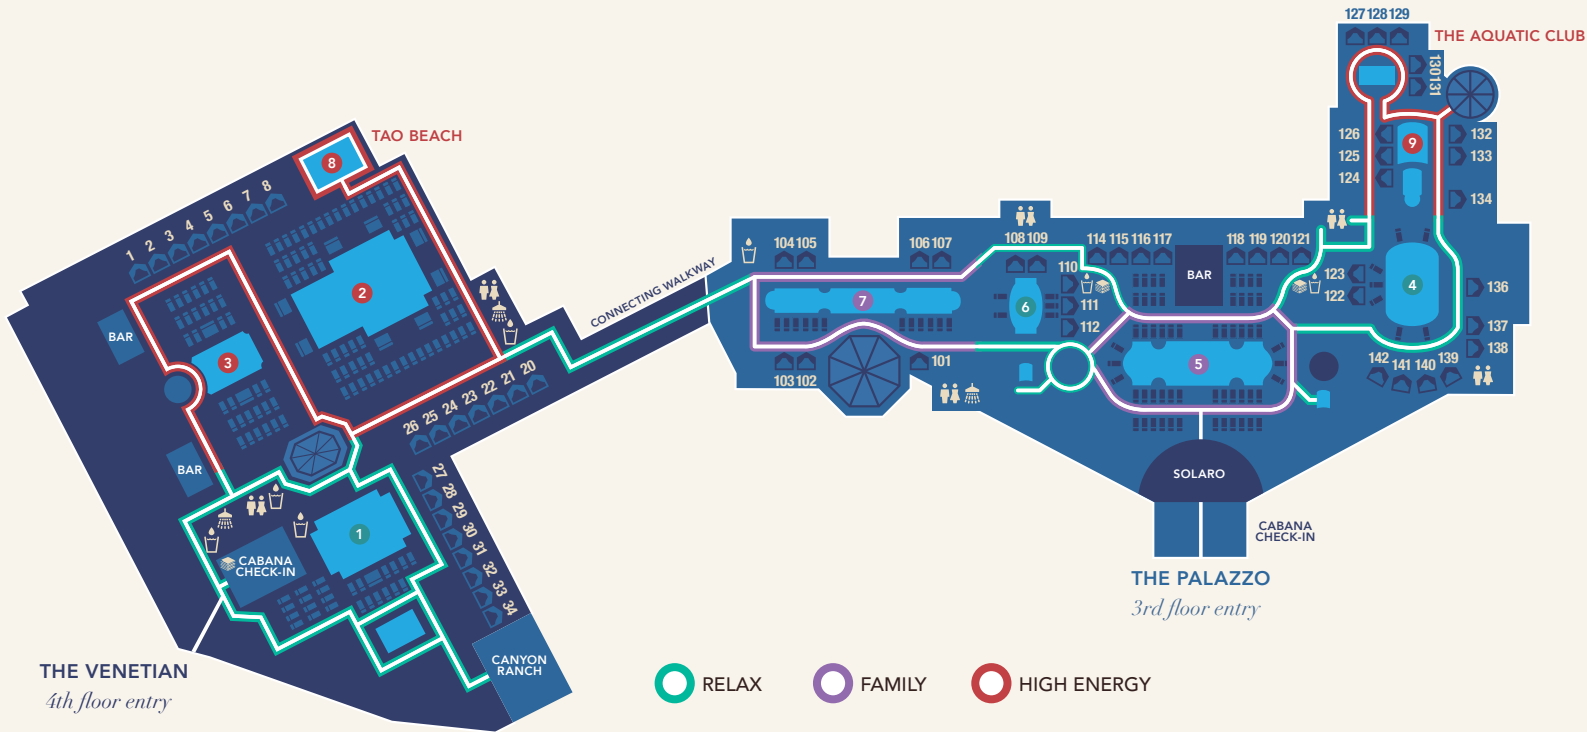 127 128 129
THE AQUATIC CLUB
130 131
TAO BEACH
8
126
9
132
125
133
124
134
1 2 3 4 5 6 7 8
104 105
106 107
108 109
114 115 116 117
118 119 120 121
2
CONNECTING WALKWAY
110
BAR
123
122
4
136
7
6
111
112
137
138
BAR
3
103 102
101
5
142 141 140 139
26 25 24 23 22 21 20
BAR
27 28 29 30 31 32 33 34
SOLARO
1
CABANA
CHECK-IN
CABANA
CHECK-IN
THE PALAZZO
3rd floor entry
CANYON
RANCH
THE VENETIAN
4th floor entry
RELAX
FAMILY
HIGH ENERGY